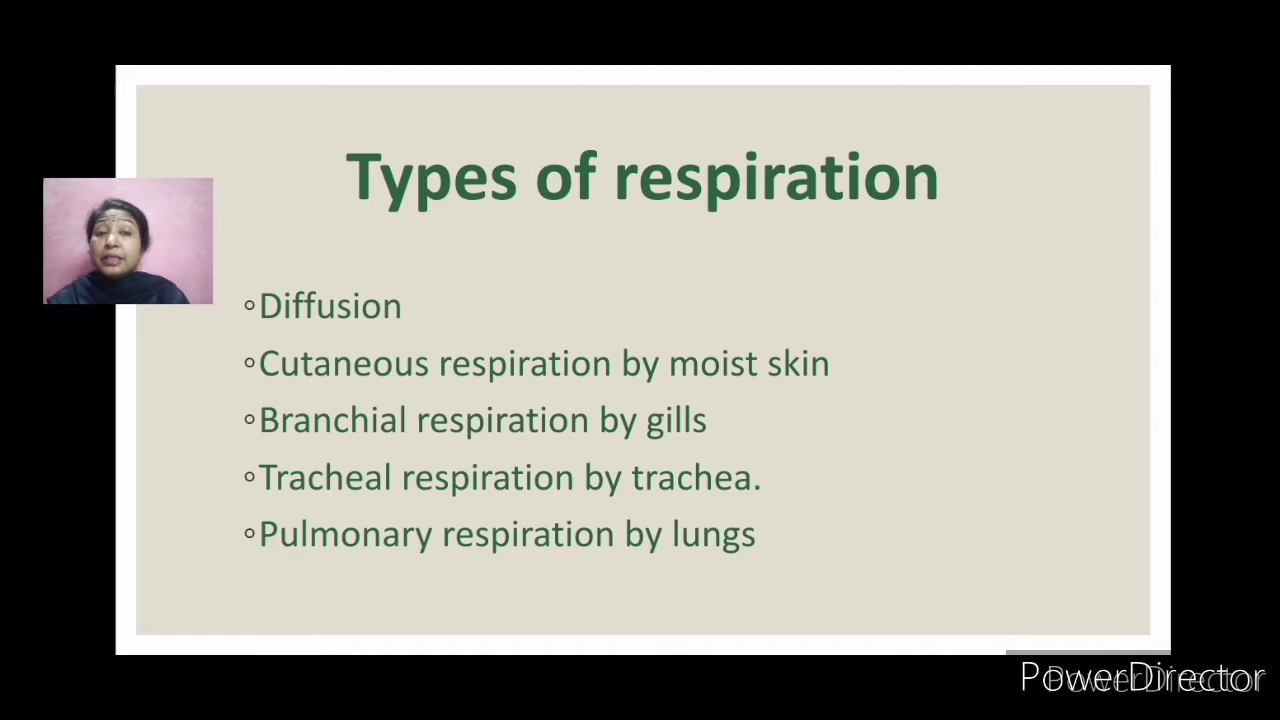 Types of respiration
◦Diffusion
◦Cutaneous respiration by moist skin
◦Branchial respiration by gills
◦Tracheal respiration by trachea.
◦Pulmonary respiration by lungs
PowerDirector
PowerDirector